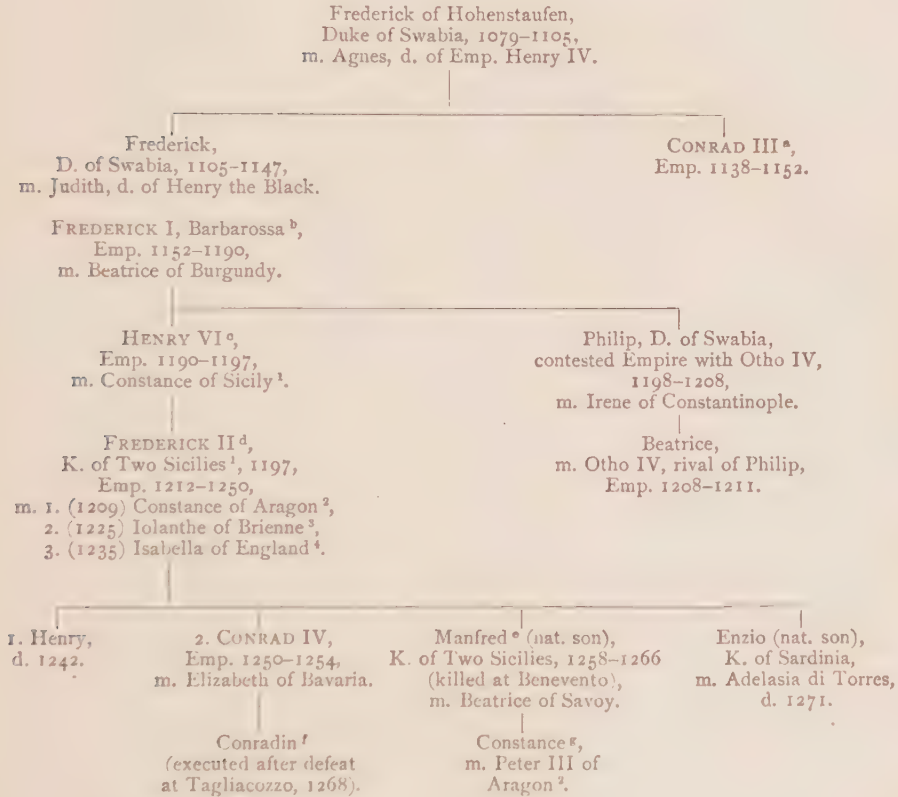 Frederick of Hohenstaufen,
Duke of Swabia, 1079–1105,
m. Agnes, d. of Emp. Henry IV.
Frederick,
D. of Swabia, 1105–1147,
m. Judith, d. of Henry the Black.
CONRAD III ᵃ,
Emp. 1138–1152.
FREDERICK I, Barbarossa ᵇ,
Emp. 1152–1190,
m. Beatrice of Burgundy.
HENRY VI ᶜ,
Emp. 1190–1197,
m. Constance of Sicily ¹.
Philip, D. of Swabia,
contested Empire with Otho IV,
1198–1208,
m. Irene of Constantinople.
FREDERICK II ᵈ,
K. of Two Sicilies ¹, 1197,
Emp. 1212–1250,
m. 1. (1209) Constance of Aragon ²,
2. (1225) Iolanthe of Brienne ³,
3. (1235) Isabella of England ⁴.
Beatrice,
m. Otho IV, rival of Philip,
Emp. 1208–1211.
1. Henry,
d. 1242.
2. CONRAD IV,
Emp. 1250–1254,
m. Elizabeth of Bavaria.
Manfred ᵉ (nat. son),
K. of Two Sicilies, 1258–1266
(killed at Benevento),
m. Beatrice of Savoy.
Enzio (nat. son),
K. of Sardinia,
m. Adelasia di Torres,
d. 1271.
Conradin ᶠ
(executed after defeat
at Tagliacozzo, 1268).
Constance ᵍ,
m. Peter III of
Aragon ².